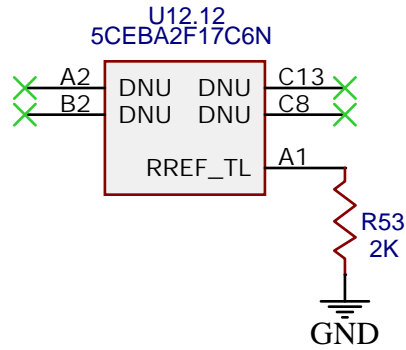 U12.12
5CEBA2F17C6N
A2 DNU DNU C13
B2 DNU DNU C8
RREF_TL A1
R53
2K
GND